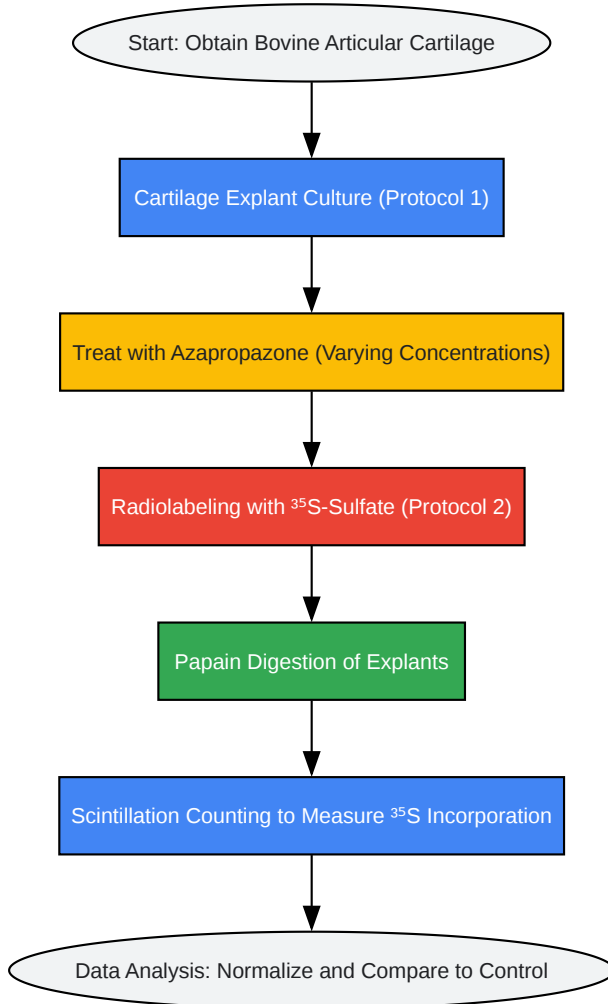 Start: Obtain Bovine Articular Cartilage
Cartilage Explant Culture (Protocol 1)
Treat with Azapropazone (Varying Concentrations)
Radiolabeling with ³⁵S-Sulfate (Protocol 2)
Papain Digestion of Explants
Scintillation Counting to Measure ³⁵S Incorporation
Data Analysis: Normalize and Compare to Control